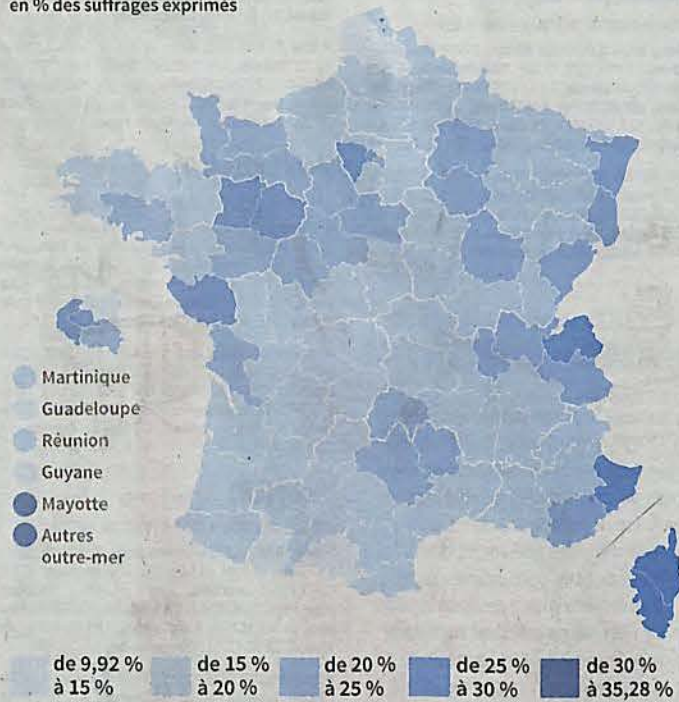 en % des suffrages exprimés
Martinique
Guadeloupe
Réunion
Guyane
Mayotte
Autres
outre-mer
de 9,92 %
à 15 %
de 15 %
à 20 %
de 20 %
à 25 %
de 25 %
à 30 %
de 30 %
à 35,28 %